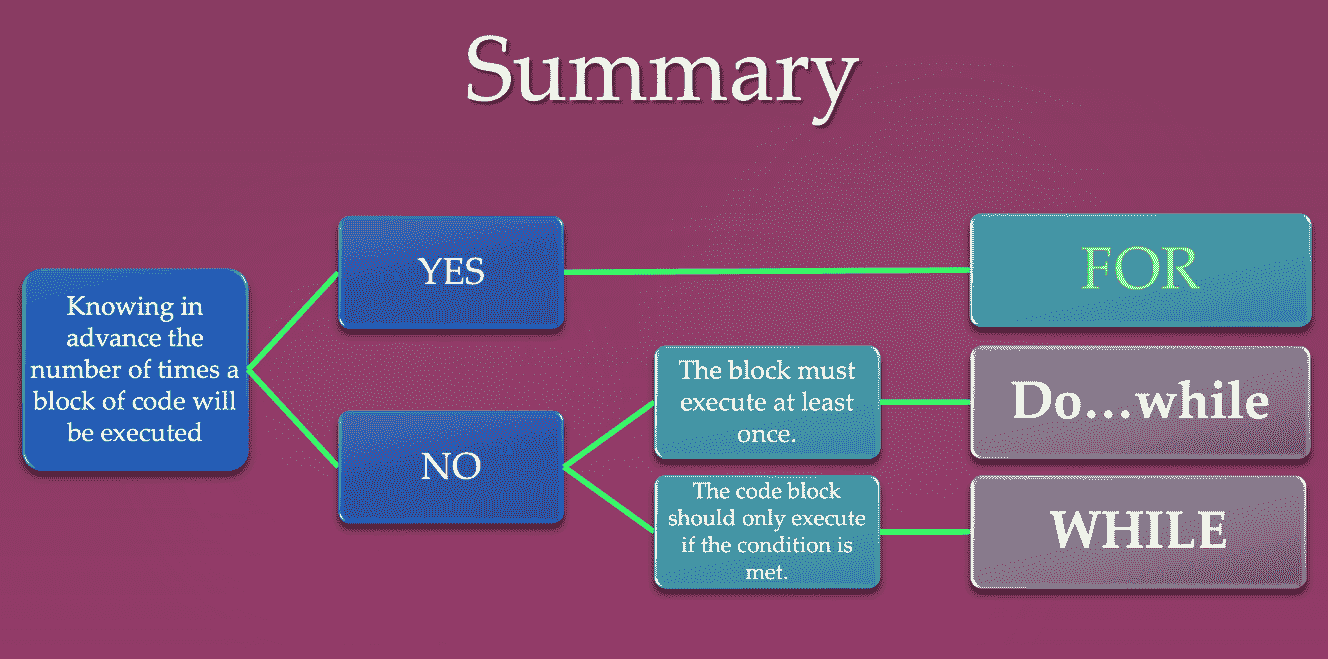 Summary
Knowing in
advance the
number of times a
block of code will
be executed
YES
FOR
NO
The block must
execute at least
once.
Do...while
The code block
should only execute
if the condition is
met.
WHILE